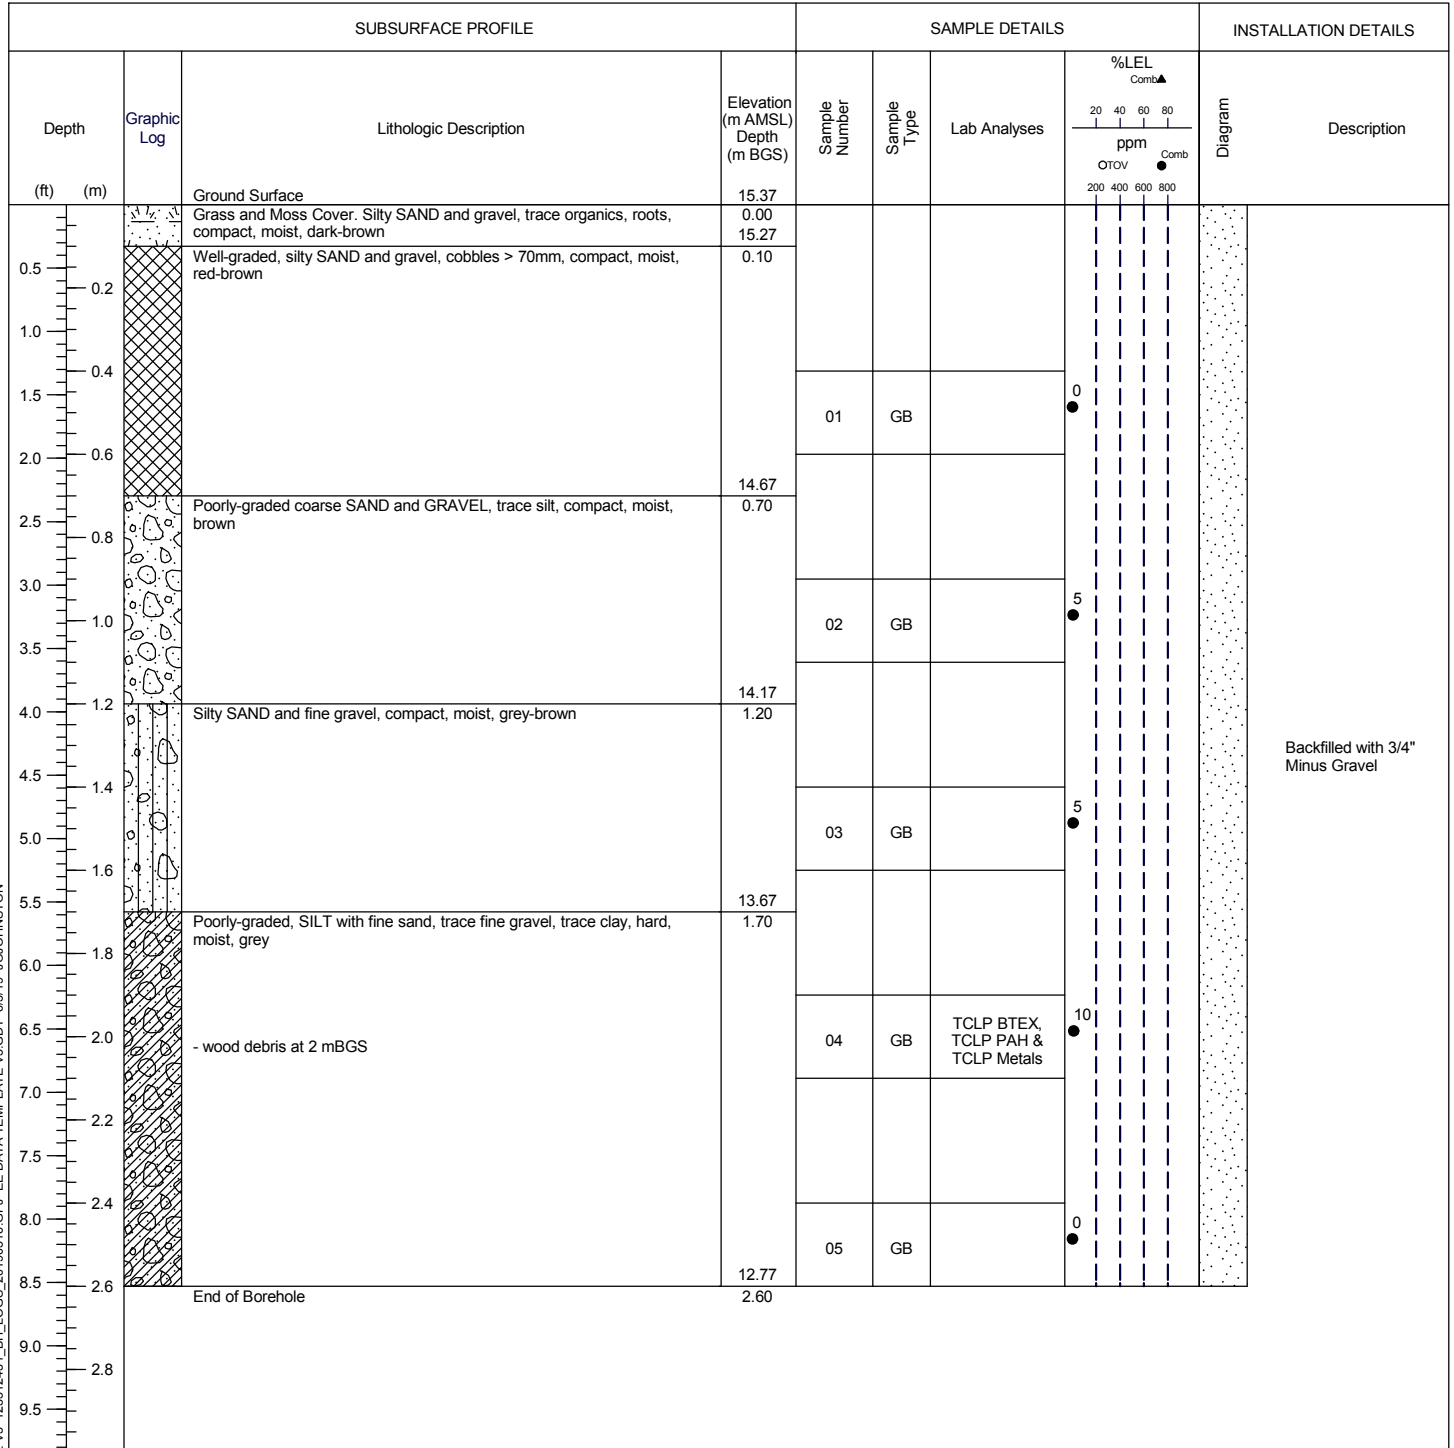 SUBSURFACE PROFILE
SAMPLE DETAILS
INSTALLATION DETAILS
Depth
(ft)
(m)
Graphic
Log
Lithologic Description
Elevation
(m AMSL)
Depth
(m BGS)
Sample
Number
Sample
Type
Lab Analyses
%LEL
Comb
20 40 60 80
ppm
TOV
Comb
200 400 600 800
Diagram
Description
Ground Surface
15.37
Grass and Moss Cover. Silty SAND and gravel, trace organics, roots,
compact, moist, dark-brown
0.00
15.27
Well-graded, silty SAND and gravel, cobbles > 70mm, compact, moist,
red-brown
0.10
14.67
Poorly-graded coarse SAND and GRAVEL, trace silt, compact, moist,
brown
0.70
14.17
Silty SAND and fine gravel, compact, moist, grey-brown
1.20
13.67
Poorly-graded, SILT with fine sand, trace fine gravel, trace clay, hard,
moist, grey
1.70
- wood debris at 2 mBGS
12.77
End of Borehole
2.60
0.5
1.0
1.5
2.0
2.5
3.0
3.5
4.0
4.5
5.0
5.5
6.0
6.5
7.0
7.5
8.0
8.5
9.0
9.5
0.2
0.4
0.6
0.8
1.0
1.2
1.4
1.6
1.8
2.0
2.2
2.4
2.6
2.8
01
GB
0
02
GB
5
03
GB
5
04
GB
TCLP BTEX,
TCLP PAH &
TCLP Metals
10
05
GB
0
Backfilled with 3/4"
Minus Gravel